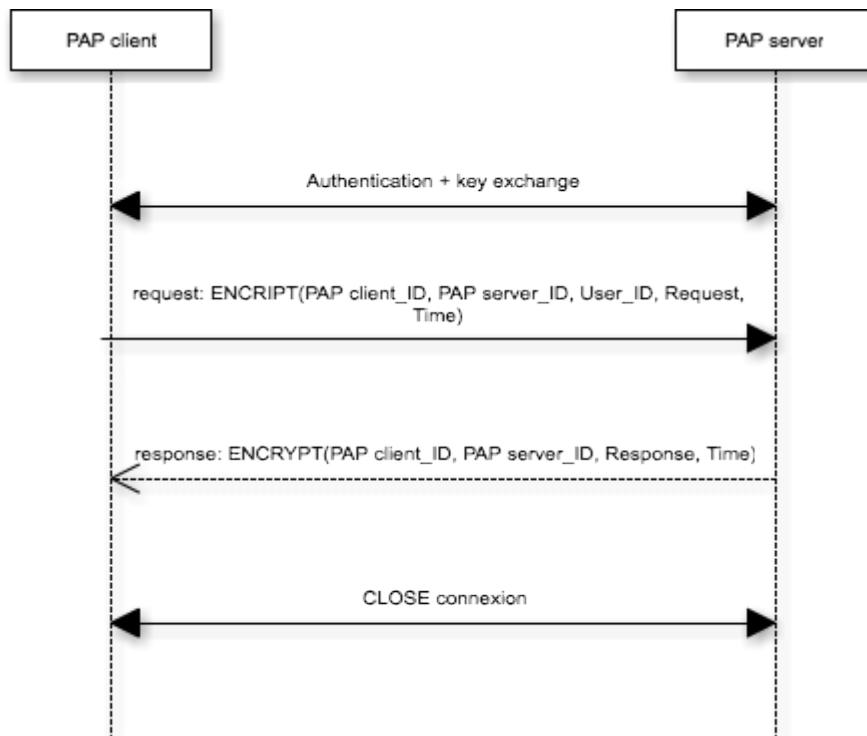 PAP client
PAP server
Authentication + key exchange
request: ENCRIPT(PAP client_ID, PAP server_ID, User_ID, Request,
Time)
response: ENCRYPT(PAP client_ID, PAP server_ID, Response, Time)
CLOSE connexion